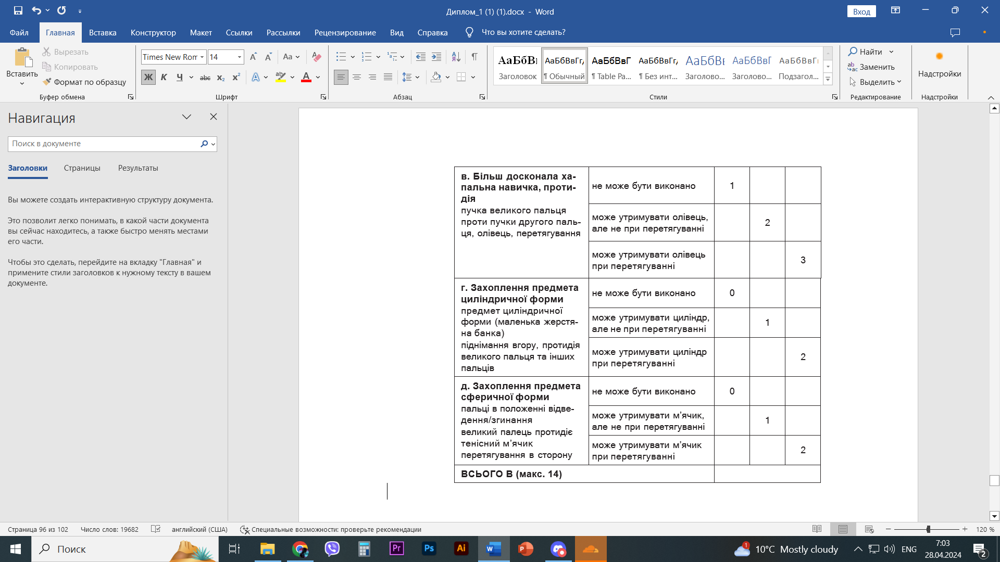 Диплом_1 (1) (1).docx - Word
Вход
Файл
Главная
Вставка
Конструктор
Макет
Ссылки
Рассылки
Рецензирование
Вид
Справка
Что вы хотите сделать?
Вставить
Вырезать
Копировать
Формат по образцу
Буфер обмена
Times New Rom
14
Aa
Ж К Ч abc x₂ x²
Шрифт
Абзац
АаБбВı
Заголовок
АаБбВвГгд
¶ Обычный
АаБбВвГ
¶ Table Pa...
АаБбВвГгд
¶ Без инт...
АаБбВı
Заголово...
АаБбВвГ
Заголово...
АаБбВвГı
Подзагол...
Стили
Найти
Заменить
Выделить
Редактирование
Надстройки
Надстройки
Навигация
Поиск в документе
Заголовки
Страницы
Результаты
Вы можете создать интерактивную структуру документа.
Это позволит легко понимать, в какой части документа
вы сейчас находитесь, а также быстро менять местами
его части.
Чтобы это сделать, перейдите на вкладку "Главная" и
примените стили заголовков к нужному тексту в вашем
документе.
в. Більш досконала ха-
пальна навичка, проти-
дія
пучка великого пальця
проти пучки другого паль-
ця, олівець, перетягування
не може бути виконано
1
може утримувати олівець,
але не при перетягуванні
2
може утримувати олівець
при перетягуванні
3
г. Захоплення предмета
циліндричної форми
предмет циліндричної
форми (маленька жерстя-
на банка)
піднімання вгору, протидія
великого пальця та інших
пальців
не може бути виконано
0
може утримувати циліндр,
але не при перетягуванні
1
може утримувати циліндр
при перетягуванні
2
д. Захоплення предмета
сферичної форми
пальці в положенні відве-
дення/згинання
великий палець протидіє
тенісний м’ячик
перетягування в сторону
не може бути виконано
0
може утримувати м’ячик,
але не при перетягуванні
1
може утримувати м’ячик
при перетягуванні
2
ВСЬОГО В (макс. 14)
Страница 96 из 102
Число слов: 19682
английский (США)
Специальные возможности: проверьте рекомендации
120 %
Поиск
Pr
Ps
Ai
W
P
1
10°C Mostly cloudy
ENG
7:03
28.04.2024
2